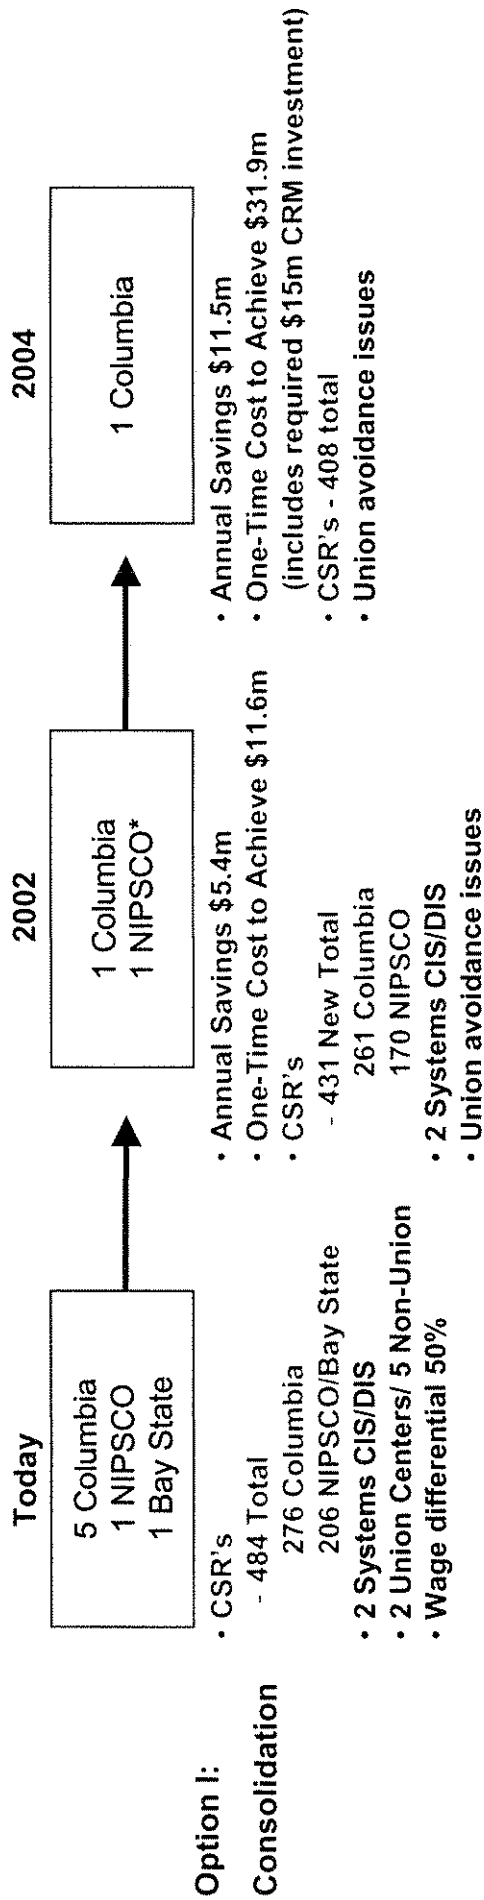 Option I:
Consolidation
Today
5 Columbia
1 NIPSCO
1 Bay State
• CSR's
- 484 Total
276 Columbia
206 NIPSCO/Bay State
• 2 Systems CIS/DIS
• 2 Union Centers/ 5 Non-Union
• Wage differential 50%
2002
1 Columbia
1 NIPSCO*
• Annual Savings $5.4m
• One-Time Cost to Achieve $11.6m
• CSR's
- 431 New Total
261 Columbia
170 NIPSCO
• 2 Systems CIS/DIS
• Union avoidance issues
2004
1 Columbia
• Annual Savings $11.5m
• One-Time Cost to Achieve $31.9m
(includes required $15m CRM investment)
• CSR's - 408 total
• Union avoidance issues